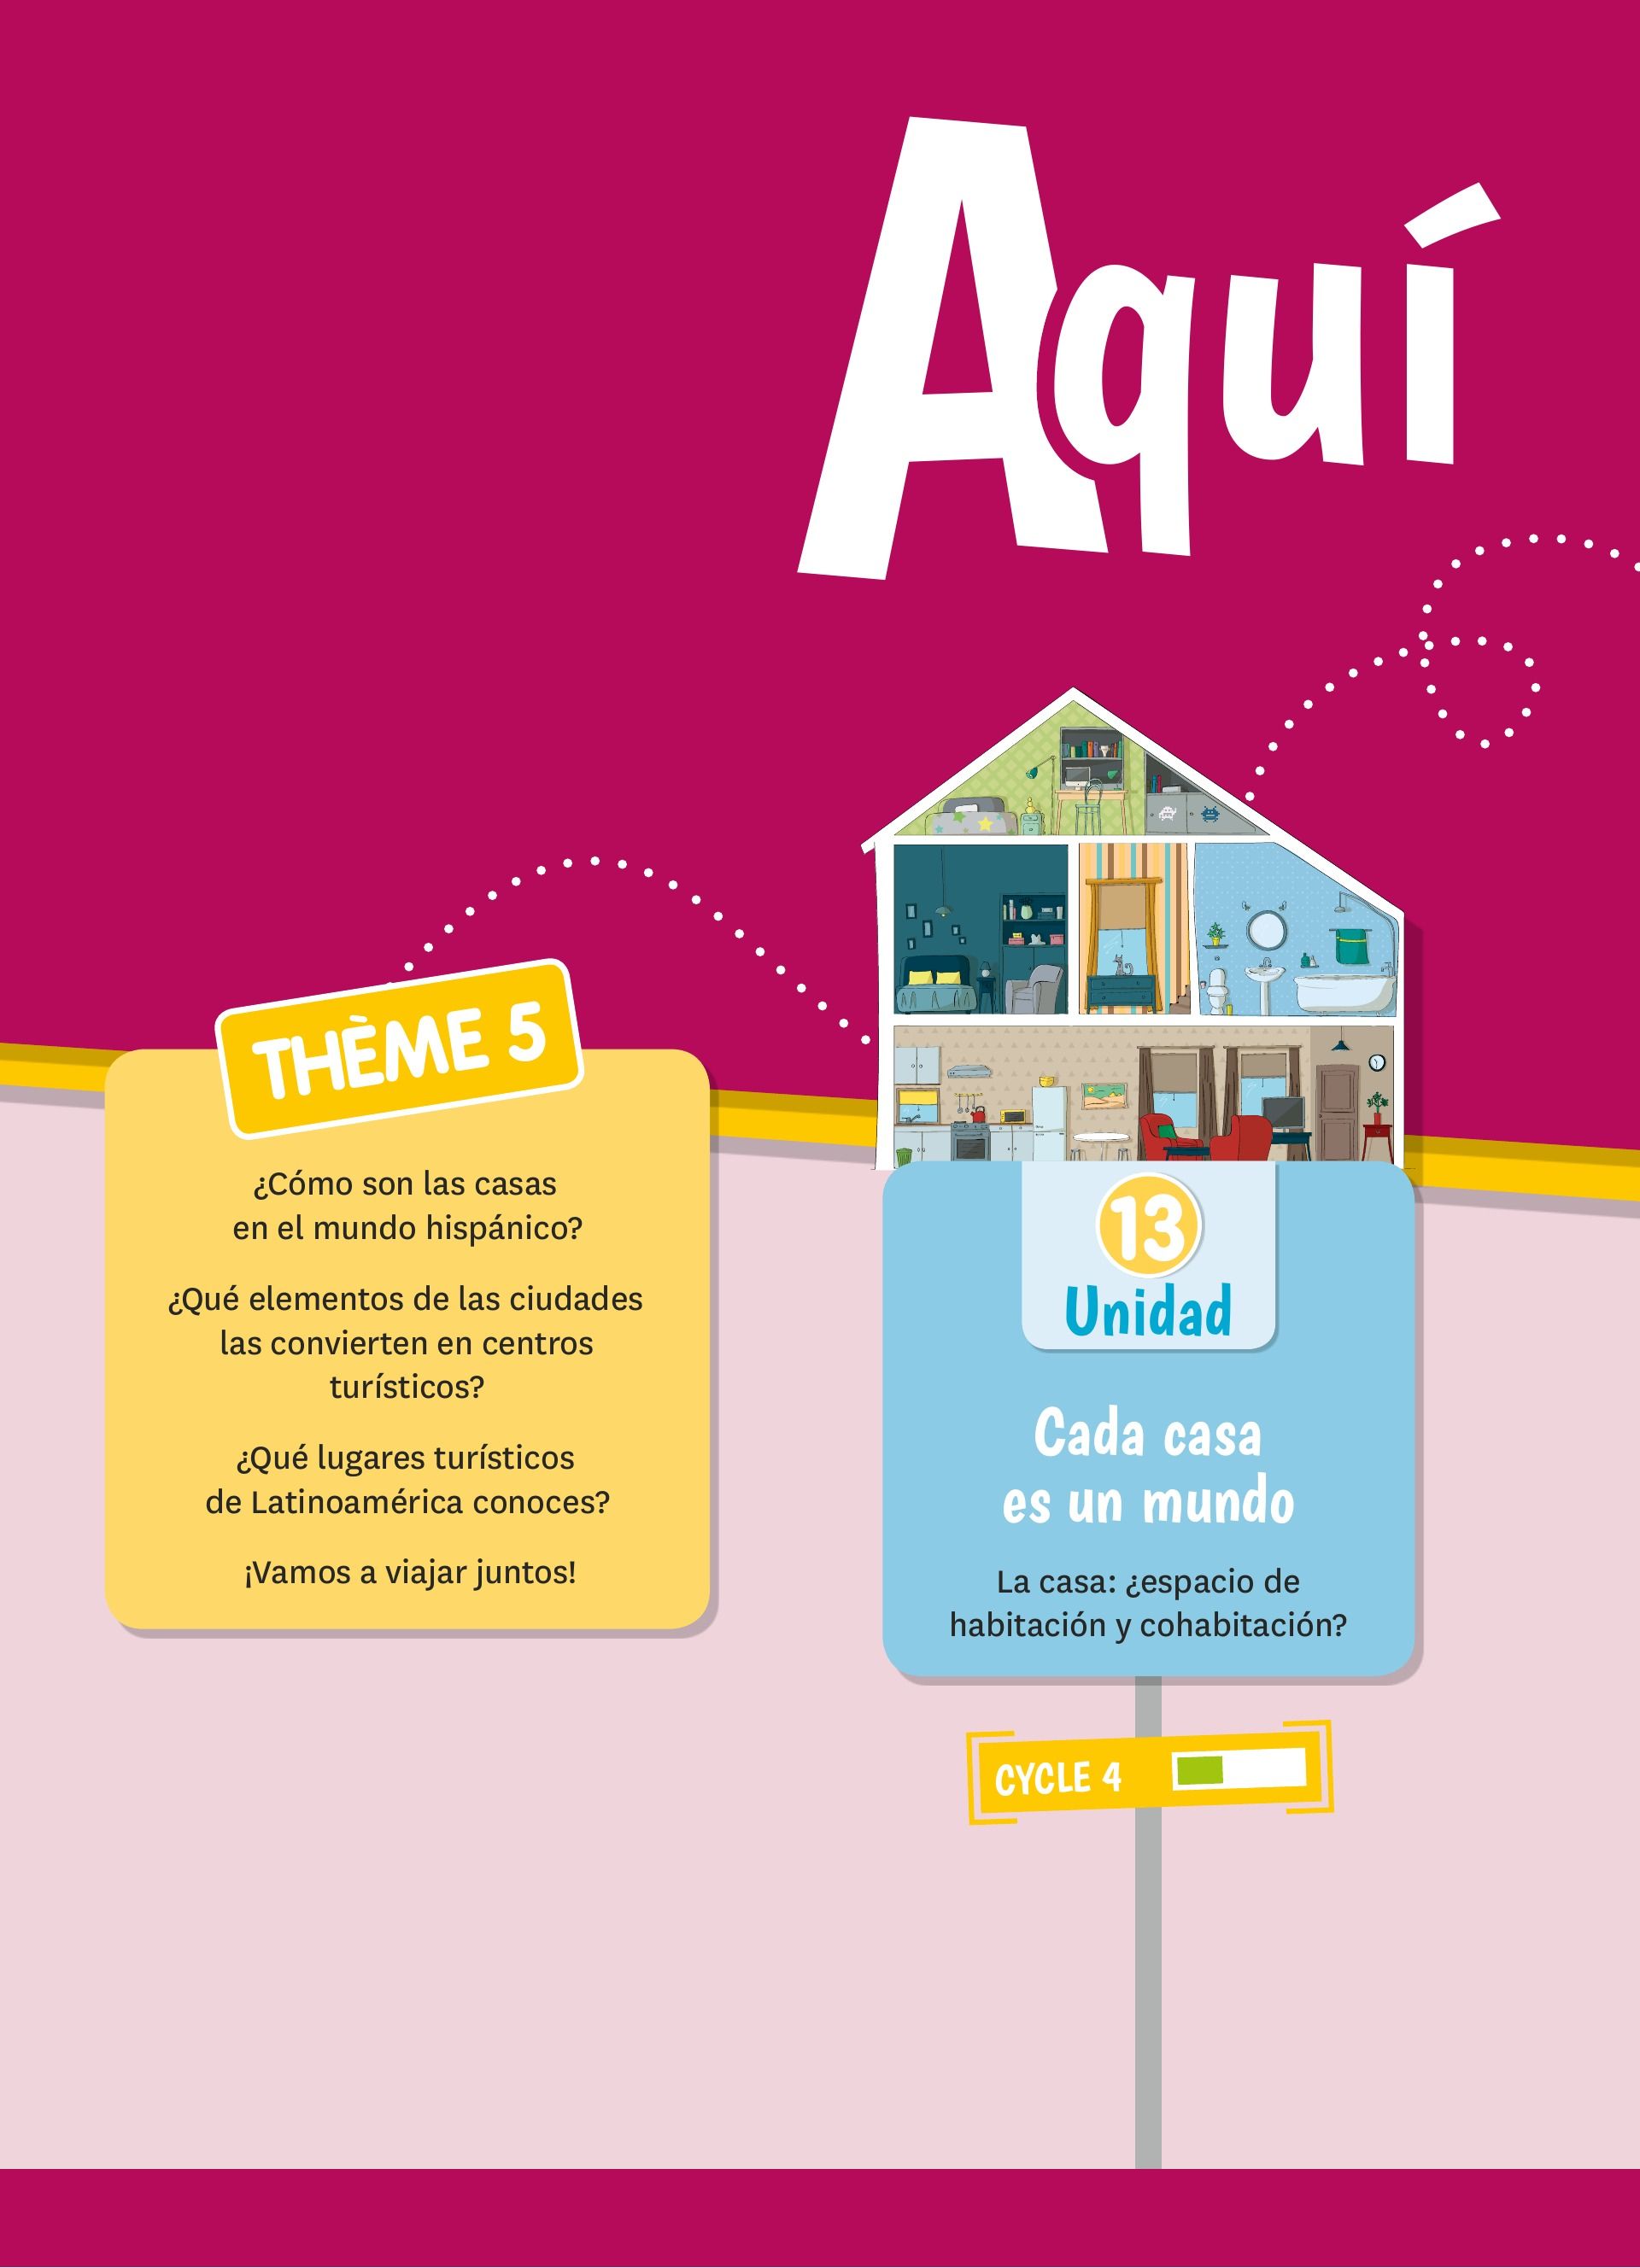 Aquí
THÈME 5
¿Cómo son las casas
en el mundo hispánico?
¿Qué elementos de las ciudades
las convierten en centros
turísticos?
¿Qué lugares turísticos
de Latinoamérica conoces?
¡Vamos a viajar juntos!
13
Unidad
Cada casa
es un mundo
La casa: ¿espacio de
habitación y cohabitación?
CYCLE 4